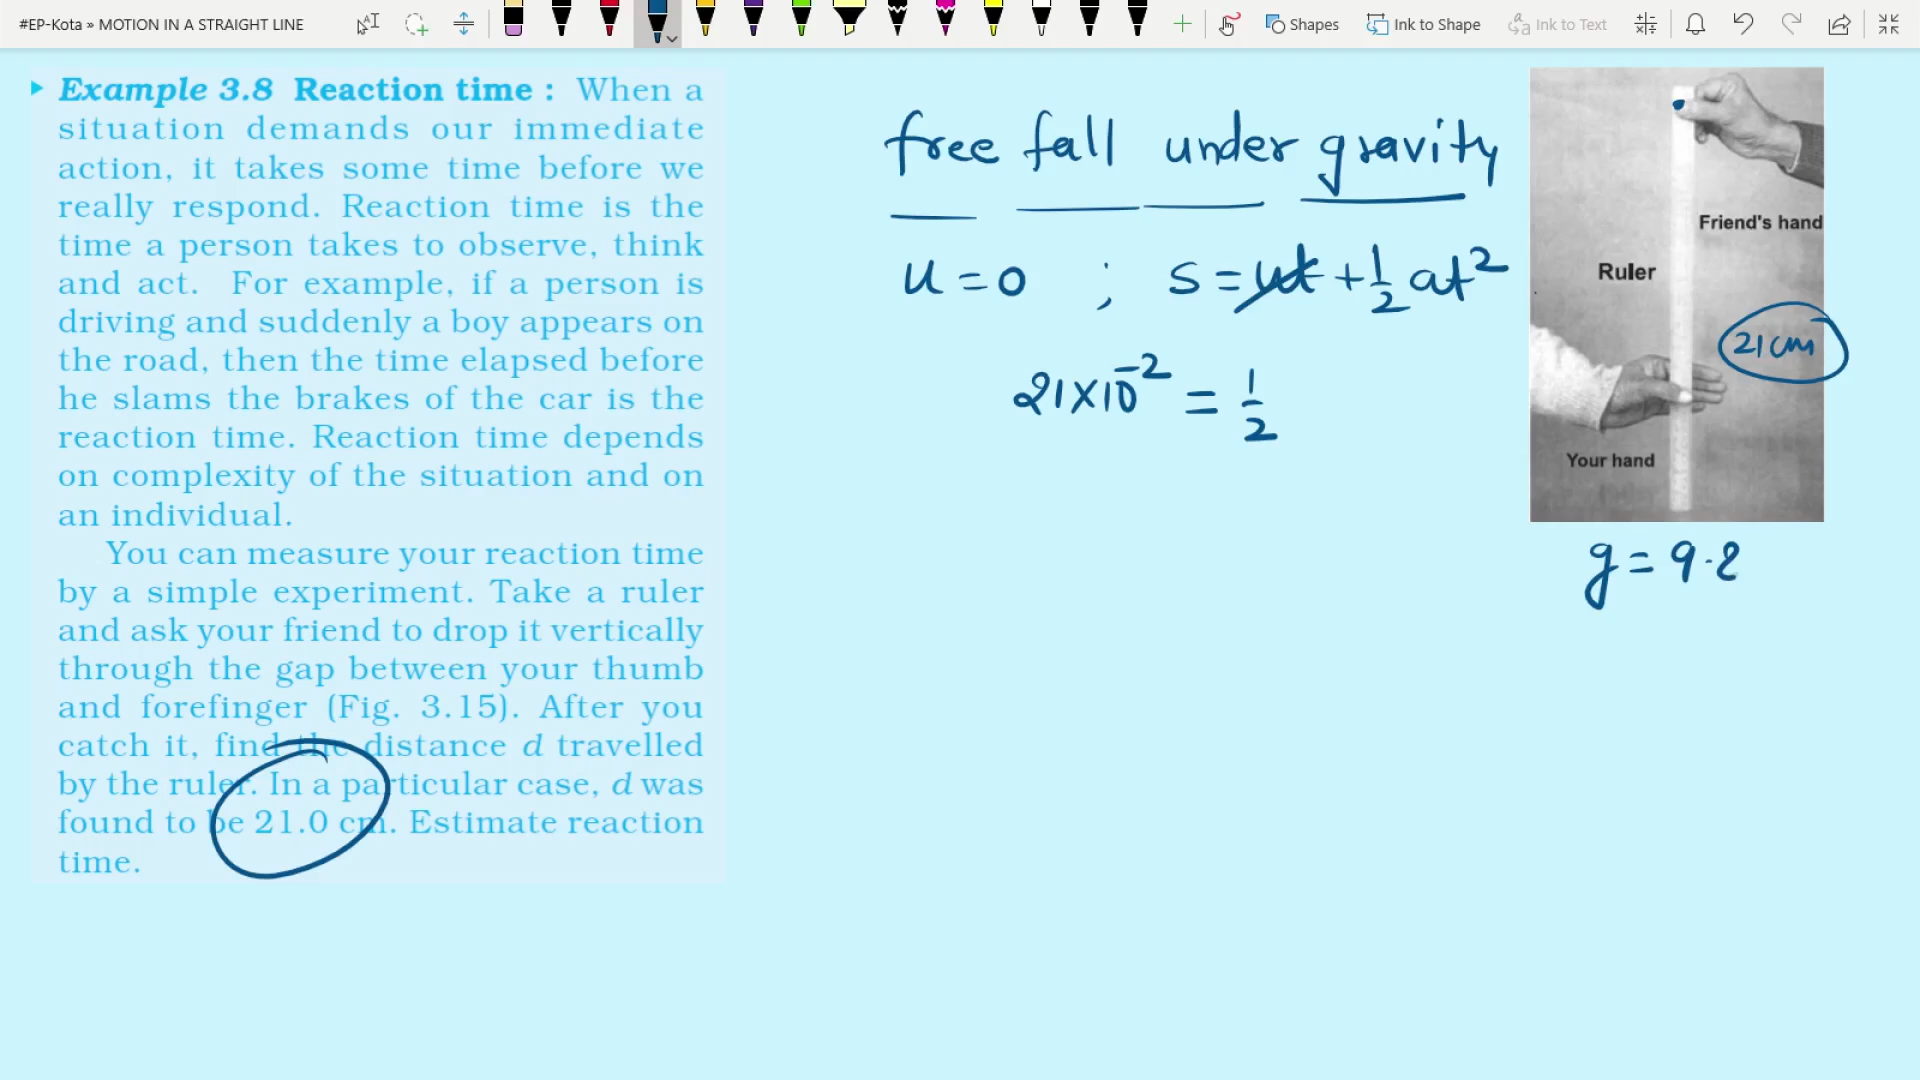 #EP-Kota » MOTION IN A STRAIGHT LINE
Shapes
Ink to Shape
Ink to Text
Example 3.8 Reaction time : When a
situation demands our immediate
action, it takes some time before we
really respond. Reaction time is the
time a person takes to observe, think
and act. For example, if a person is
driving and suddenly a boy appears on
the road, then the time elapsed before
he slams the brakes of the car is the
reaction time. Reaction time depends
on complexity of the situation and on
an individual.
You can measure your reaction time
by a simple experiment. Take a ruler
and ask your friend to drop it vertically
through the gap between your thumb
and forefinger (Fig. 3.15). After you
catch it, find the distance d travelled
by the ruler. In a particular case, d was
found to be 21.0 cm. Estimate reaction
time.
free fall under gravity
u = 0 ; s = ut + 1/2 at²
21×10⁻² = 1/2
Friend's hand
Ruler
21cm
Your hand
g = 9.8